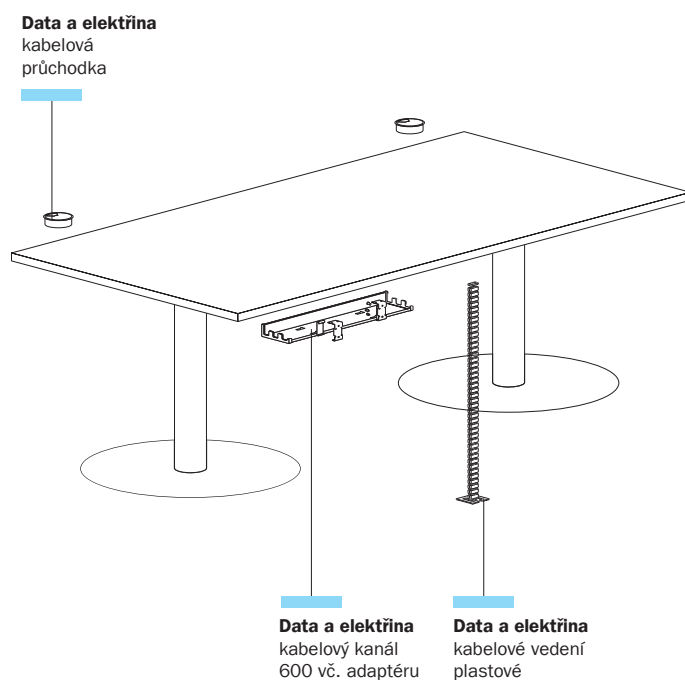 Data a elektřina
kabelová
průchodka
Data a elektřina
kabelový kanál
600 vč. adaptéru
Data a elektřina
kabelové vedení
plastové